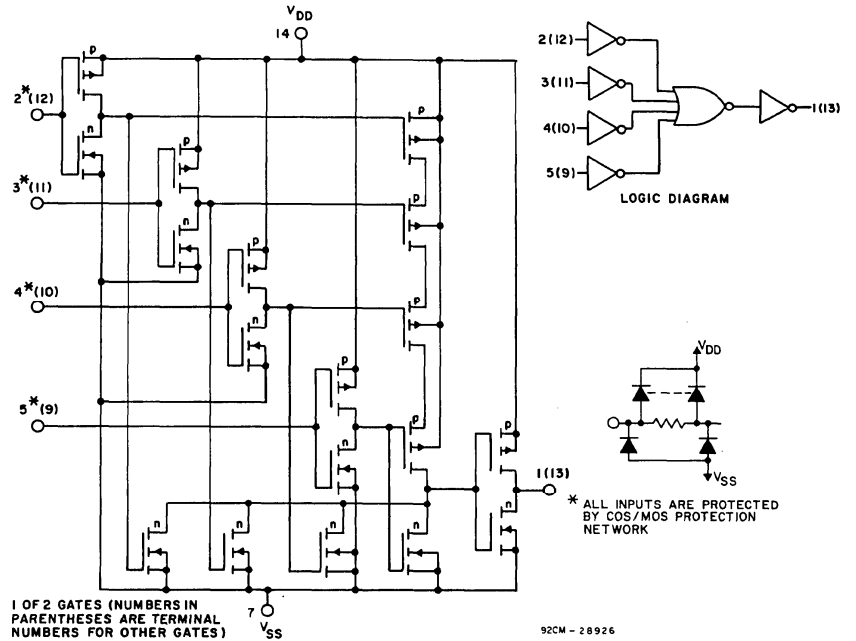 V_DD
14
p
2*(12)
n
p
3*(11)
n
p
4*(10)
n
p
5*(9)
n
p
p
p
p
p
1(13)
n
n
n
n
n
7
V_SS
1 OF 2 GATES (NUMBERS IN
PARENTHESES ARE TERMINAL
NUMBERS FOR OTHER GATES)
2(12)
3(11)
4(10)
5(9)
1(13)
LOGIC DIAGRAM
V_DD
V_SS
* ALL INPUTS ARE PROTECTED
BY COS/MOS PROTECTION
NETWORK
92CM-28926